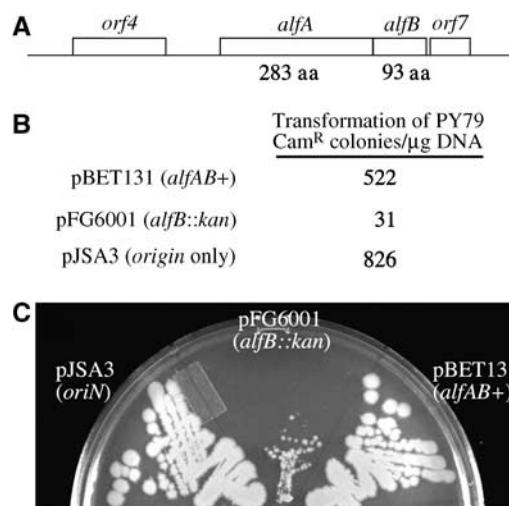 A
orf4 alfA alfB orf7
283 aa 93 aa
B
Transformation of PY79
CamR colonies/μg DNA
pBET131 (alfAB+) 522
pFG6001 (alfB::kan) 31
pJSA3 (origin only) 826
C
pFG6001
(alfB::kan)
pJSA3
(oriN)
pBET13
(alfAB+)